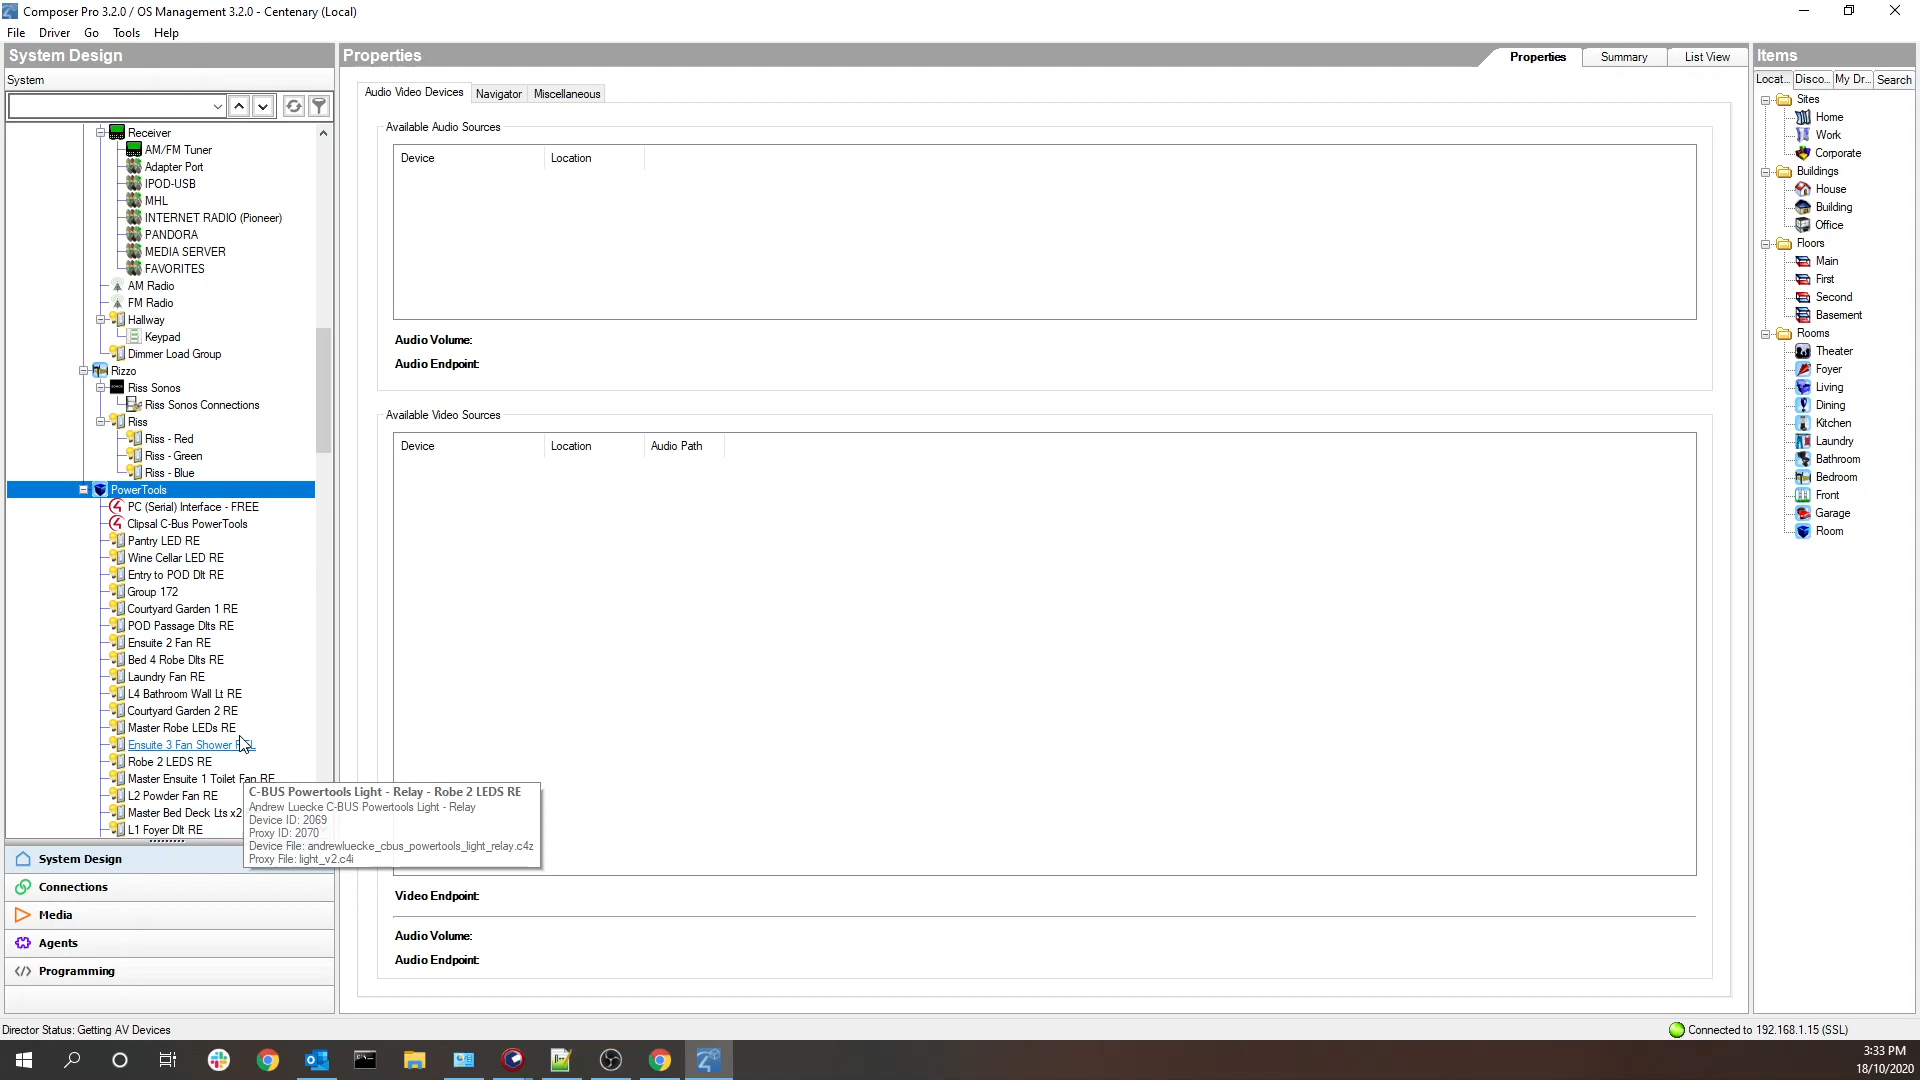 Composer Pro 3.2.0 / OS Management 3.2.0 - Centenary (Local)
File Driver Go Tools Help
System Design
System
Receiver
AM/FM Tuner
Adapter Port
IPOD-USB
MHL
INTERNET RADIO (Pioneer)
PANDORA
MEDIA SERVER
FAVORITES
AM Radio
FM Radio
Hallway
Keypad
Dimmer Load Group
Rizzo
Riss Sonos
Riss Sonos Connections
Riss
Riss - Red
Riss - Green
Riss - Blue
PowerTools
PC (Serial) Interface - FREE
Clipsal C-Bus PowerTools
Pantry LED RE
Wine Cellar LED RE
Entry to POD Dlt RE
Group 172
Courtyard Garden 1 RE
POD Passage Dlts RE
Ensuite 2 Fan RE
Bed 4 Robe Dlts RE
Laundry Fan RE
L4 Bathroom Wall Lt RE
Courtyard Garden 2 RE
Master Robe LEDs RE
Ensuite 3 Fan Shower
Robe 2 LEDS RE
Master Ensuite 1 Toilet Fan RE
L2 Powder Fan RE
Master Bed Deck Lts x2
L1 Foyer Dlt RE
C-BUS Powertools Light - Relay - Robe 2 LEDS RE
Andrew Luecke C-BUS Powertools Light - Relay
Device ID: 2069
Proxy ID: 2070
Device File: andrewluecke_cbus_powertools_light_relay.c4z
Proxy File: light_v2.c4i
System Design
Connections
Media
Agents
Programming
Properties
Properties Summary List View
Audio Video Devices Navigator Miscellaneous
Available Audio Sources
Device Location
Audio Volume:
Audio Endpoint:
Available Video Sources
Device Location Audio Path
Video Endpoint:
Audio Volume:
Audio Endpoint:
Items
Locat... Disco... My Dr... Search
Sites
Home
Work
Corporate
Buildings
House
Building
Office
Floors
Main
First
Second
Basement
Rooms
Theater
Foyer
Living
Dining
Kitchen
Laundry
Bathroom
Bedroom
Front
Garage
Room
Director Status: Getting AV Devices
Connected to 192.168.1.15 (SSL)
3:33 PM
18/10/2020